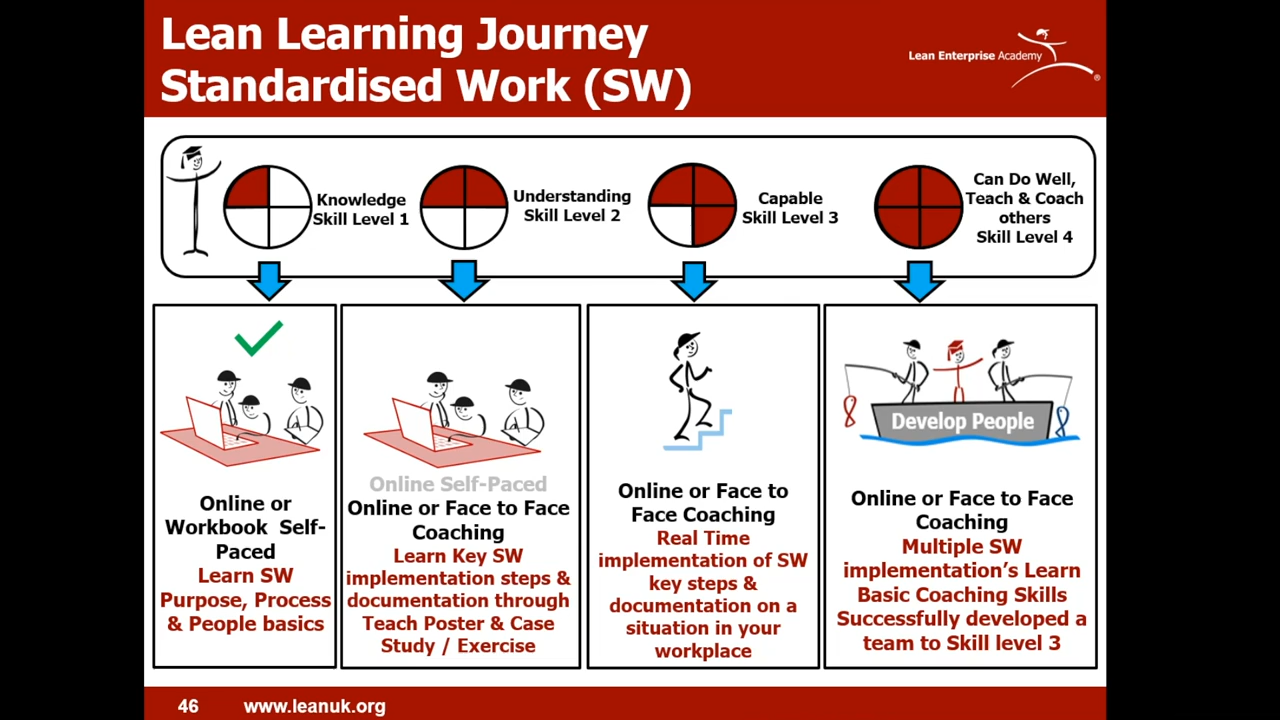 Lean Learning Journey
Standardised Work (SW)
Lean Enterprise Academy
®
Knowledge
Skill Level 1
Understanding
Skill Level 2
Capable
Skill Level 3
Can Do Well,
Teach & Coach
others
Skill Level 4
Online or
Workbook Self-
Paced
Learn SW
Purpose, Process
& People basics
Online Self-Paced
Online or Face to Face
Coaching
Learn Key SW
implementation steps &
documentation through
Teach Poster & Case
Study / Exercise
Online or Face to
Face Coaching
Real Time
implementation of SW
key steps &
documentation on a
situation in your
workplace
Develop People
Online or Face to Face
Coaching
Multiple SW
implementation’s Learn
Basic Coaching Skills
Successfully developed a
team to Skill level 3
46
www.leanuk.org